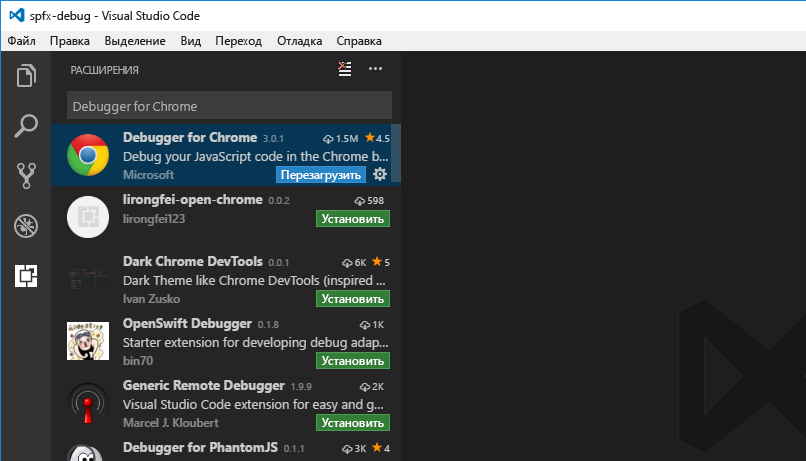 spfx-debug - Visual Studio Code
Файл Правка Выделение Вид Переход Отладка Справка
РАСШИРЕНИЯ
Debugger for Chrome
Debugger for Chrome 3.0.1 1.5M 4.5
Debug your JavaScript code in the Chrome b...
Microsoft Перезагрузить
lirongfei-open-chrome 0.0.2 598
lirongfei123 Установить
Dark Chrome DevTools 0.0.1 6K 5
Dark Theme like Chrome DevTools (inspired ...
Ivan Zusko Установить
OpenSwift Debugger 0.1.8 1K
Starter extension for developing debug adap...
bin70 Установить
Generic Remote Debugger 1.9.9 2K
Visual Studio Code extension for easy and g...
Marcel J. Kloubert Установить
Debugger for PhantomJS 0.1.1 3K 4